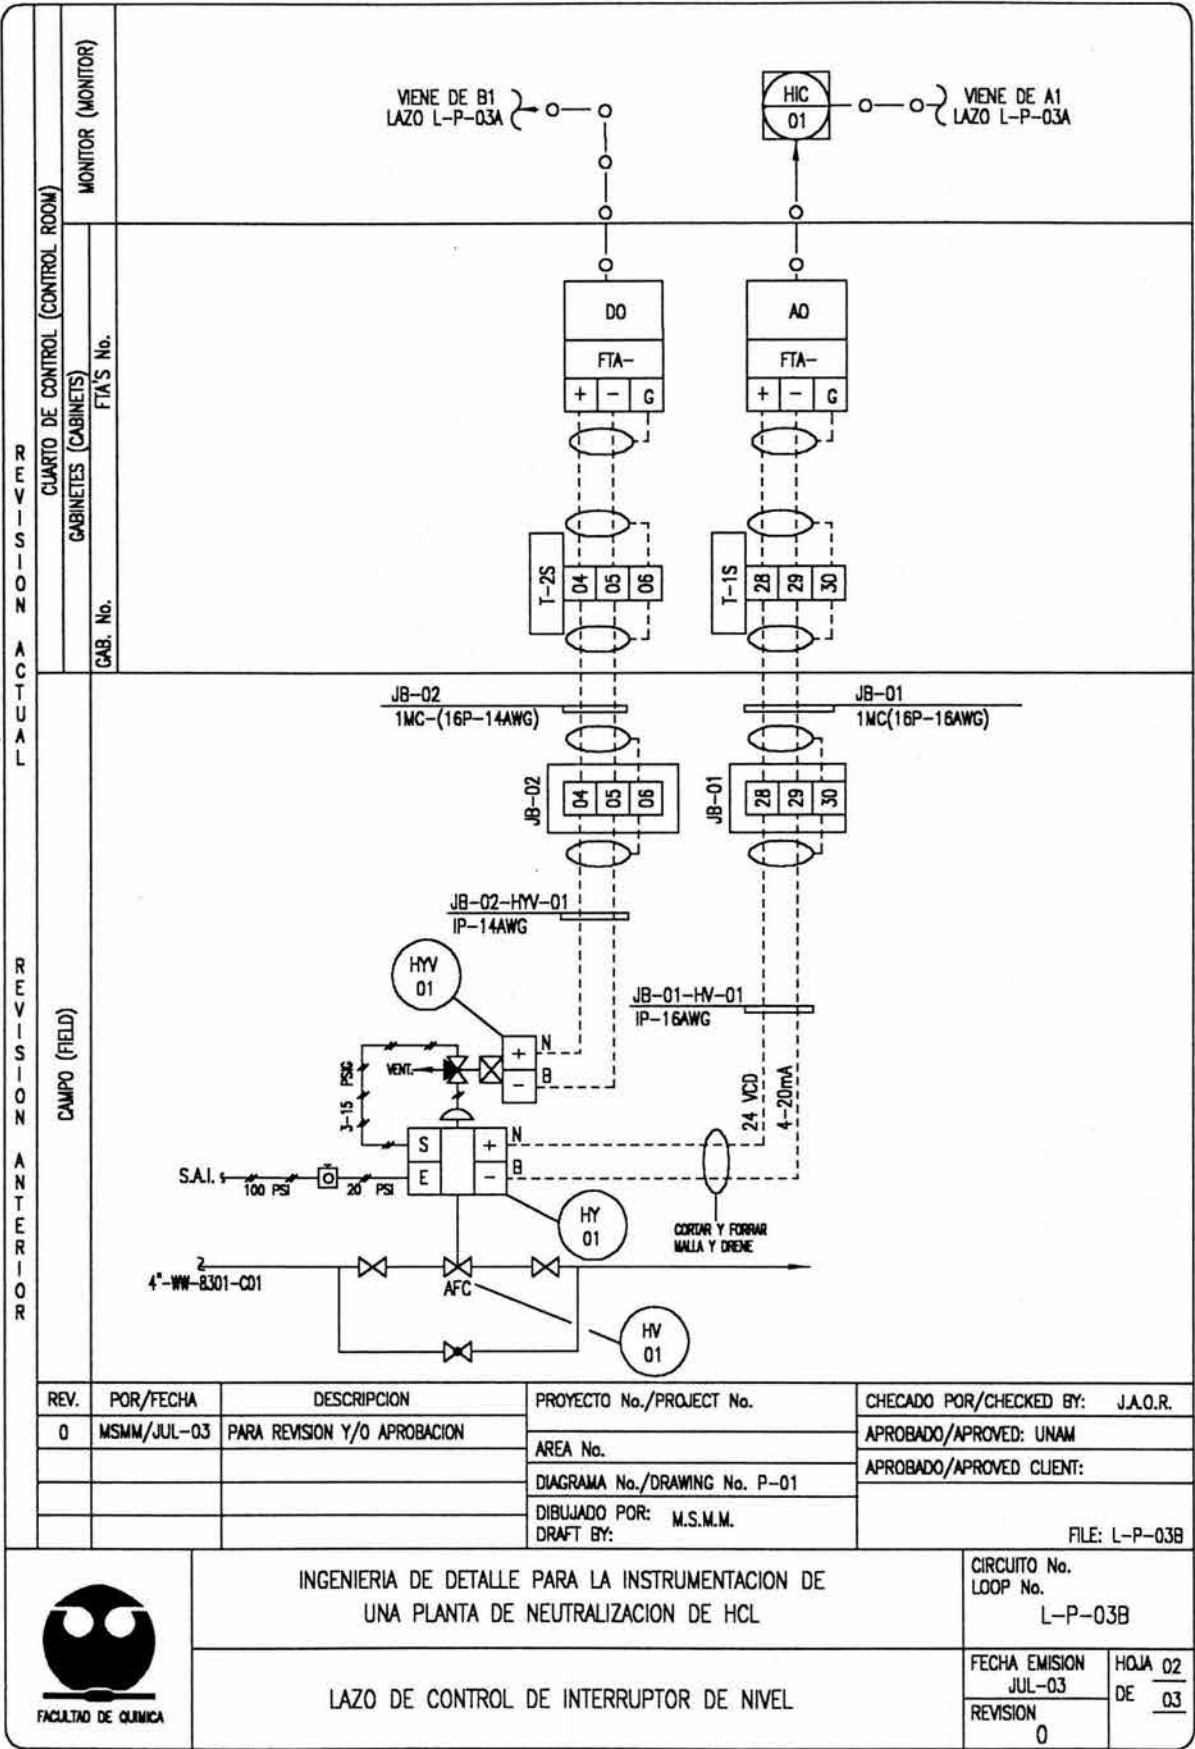 REVISION ACTUAL
REVISION ANTERIOR
CUARTO DE CONTROL (CONTROL ROOM)
MONITOR (MONITOR)
GABINETES (CABINETS)
GAB. No.
FTA'S No.
CAMPO (FIELD)
VIENE DE B1
LAZO L-P-03A
HIC
01
VIENE DE A1
LAZO L-P-03A
DO
FTA-
+ - G
AO
FTA-
+ - G
T-2S
04 05 06
T-1S
28 29 30
JB-02
1MC-(16P-14AWG)
JB-01
1MC(16P-16AWG)
JB-02
04 05 06
JB-01
28 29 30
JB-02-HYV-01
IP-14AWG
HYV
01
JB-01-HV-01
IP-16AWG
+ N
- B
VENT.
3-15 PSIG
24 VCD
4-20mA
S + N
E - B
S.A.I.
100 PSI
20 PSI
HY
01
CORTAR Y FORRAR
MALLA Y DRENE
4"-WW-8301-C01
AFC
HV
01
REV. POR/FECHA DESCRIPCION
0 MSMM/JUL-03 PARA REVISION Y/O APROBACION
PROYECTO No./PROJECT No.
AREA No.
DIAGRAMA No./DRAWING No. P-01
DIBUJADO POR: M.S.M.M.
DRAFT BY:
CHECADO POR/CHECKED BY: J.A.O.R.
APROBADO/APROVED: UNAM
APROBADO/APROVED CLIENT:
FILE: L-P-03B
FACULTAD DE QUIMICA
INGENIERIA DE DETALLE PARA LA INSTRUMENTACION DE
UNA PLANTA DE NEUTRALIZACION DE HCL
LAZO DE CONTROL DE INTERRUPTOR DE NIVEL
CIRCUITO No.
LOOP No.
L-P-03B
FECHA EMISION
JUL-03
REVISION
0
HOJA 02
DE 03